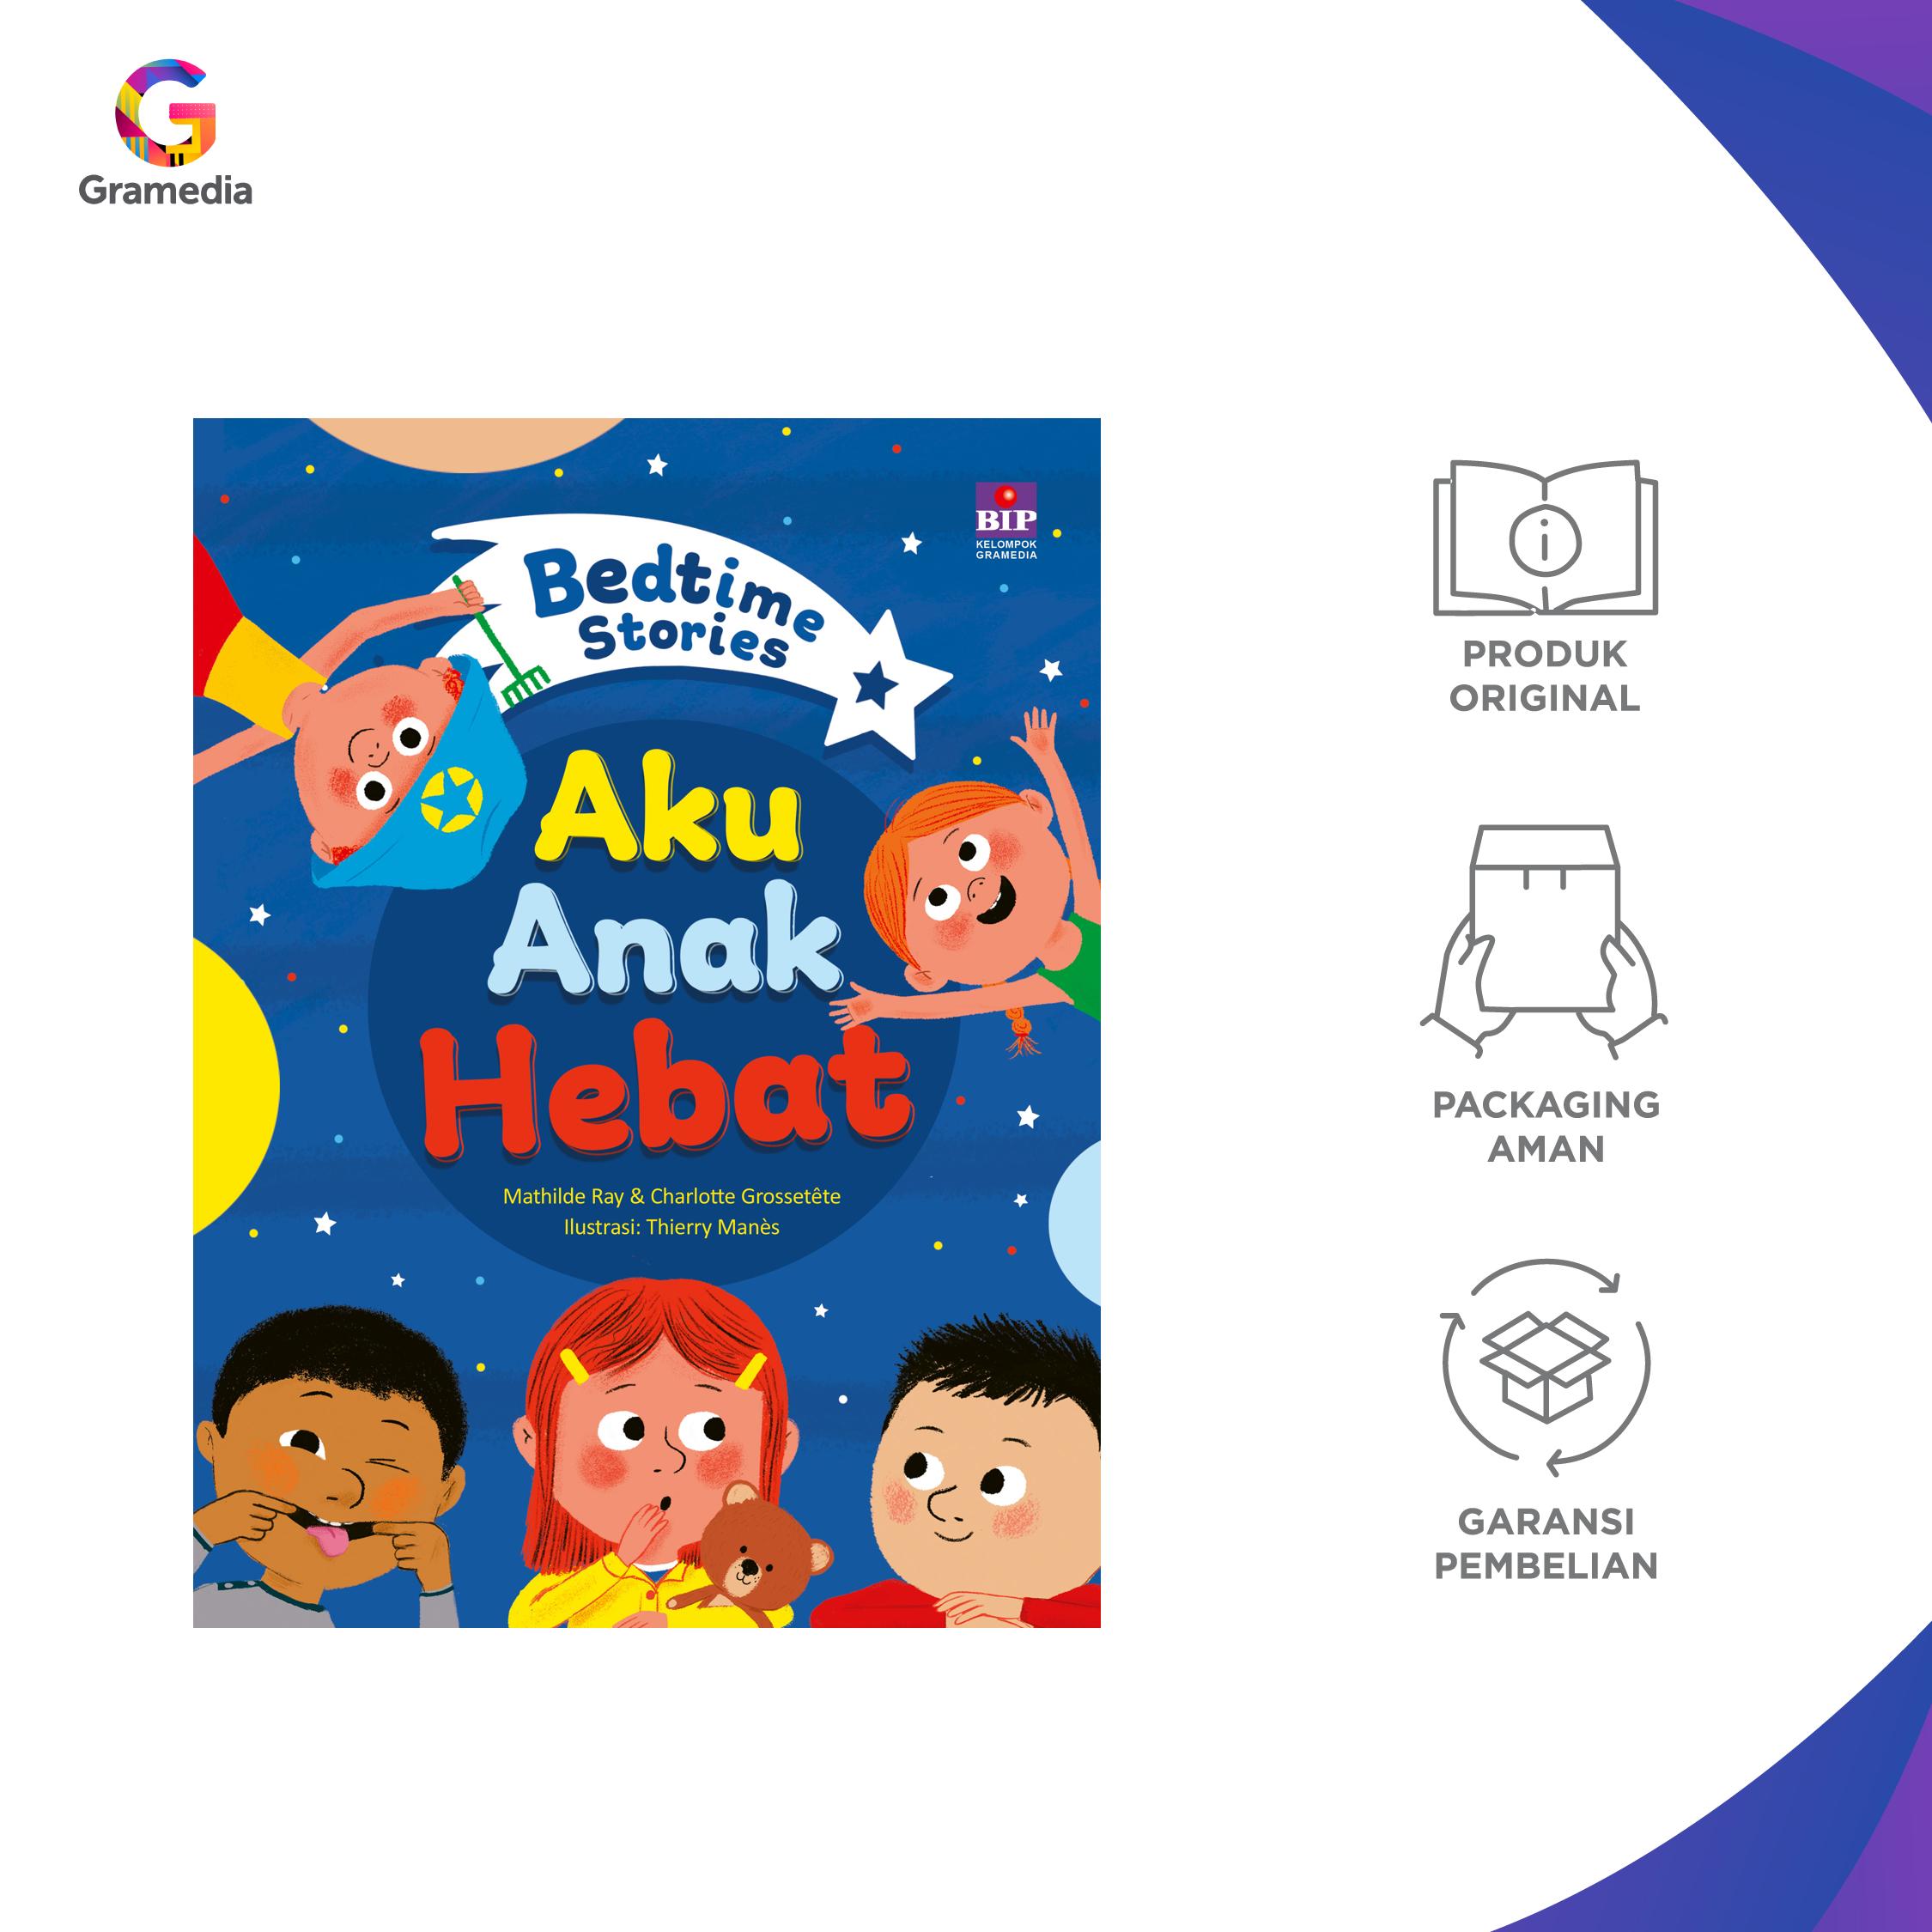 Gramedia
BIP
KELOMPOK
GRAMEDIA
Bedtime
Stories
Aku
Anak
Hebat
Mathilde Ray & Charlotte Grossetête
Ilustrasi: Thierry Manès
PRODUK
ORIGINAL
PACKAGING
AMAN
GARANSI
PEMBELIAN